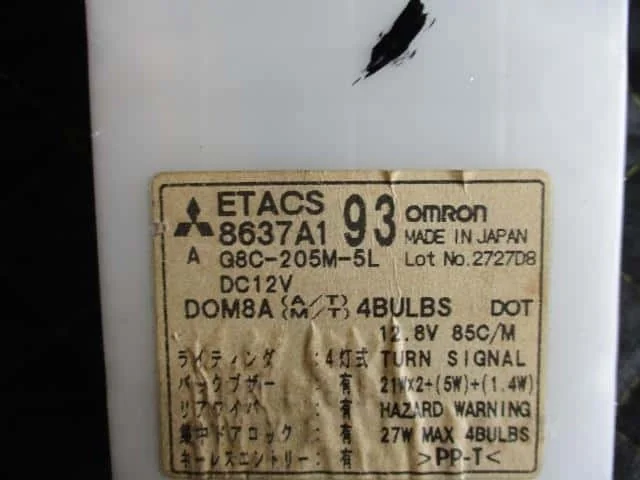 ETACS 93 OMRON
8637A1 MADE IN JAPAN
A G8C-205M-5L Lot No.2727D8
DC12V
DOM8A (A/T) (M/T) 4BULBS DOT
12.8V 85C/M
ライティング :4灯式 TURN SIGNAL
バックブザー :有 21W×2+(5W)+(1.4W)
リアワイパ :有 HAZARD WARNING
集中ドアロック :有 27W MAX 4BULBS
キーレスエントリー:有 >PP-T<